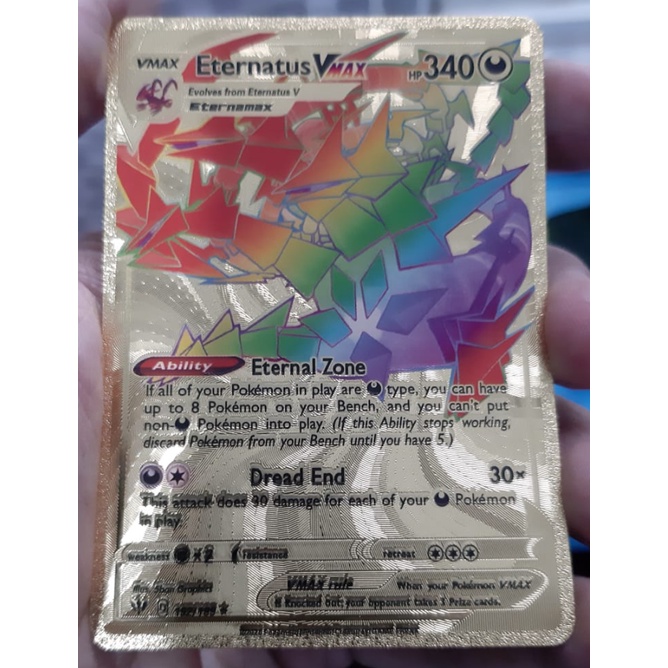 VMAX Eternatus VMAX HP 340
Evolves from Eternatus V
Eternamax
Ability Eternal Zone
If all of your Pokémon in play are type, you can have
up to 8 Pokémon on your Bench, and you can't put
non- Pokémon into play. (If this Ability stops working,
discard Pokémon from your Bench until you have 5.)
Dread End 30×
This attack does 30 damage for each of your Pokémon
in play.
weakness ×2 resistance retreat
VMAX rule When your Pokémon VMAX
is Knocked out, your opponent takes 3 Prize cards.